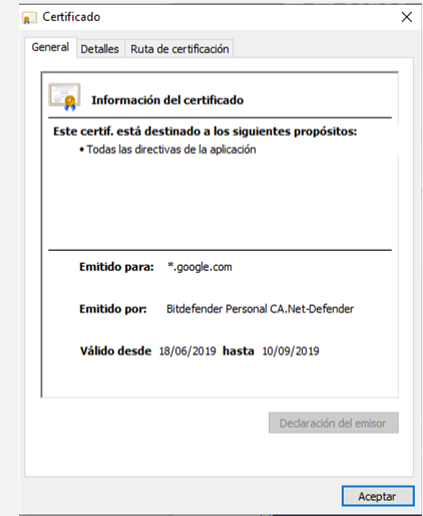 Certificado
General Detalles Ruta de certificación
Información del certificado
Este certif. está destinado a los siguientes propósitos:
• Todas las directivas de la aplicación
Emitido para: *.google.com
Emitido por: Bitdefender Personal CA.Net-Defender
Válido desde 18/06/2019 hasta 10/09/2019
Declaración del emisor
Aceptar